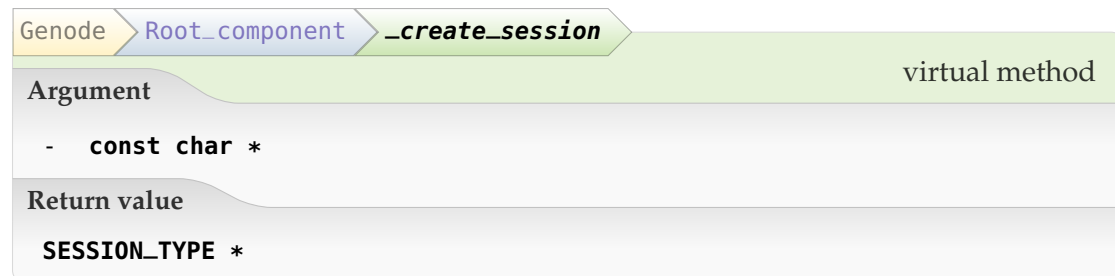 Genode Root_component _create_session
virtual method
Argument
- const char *
Return value
SESSION_TYPE *